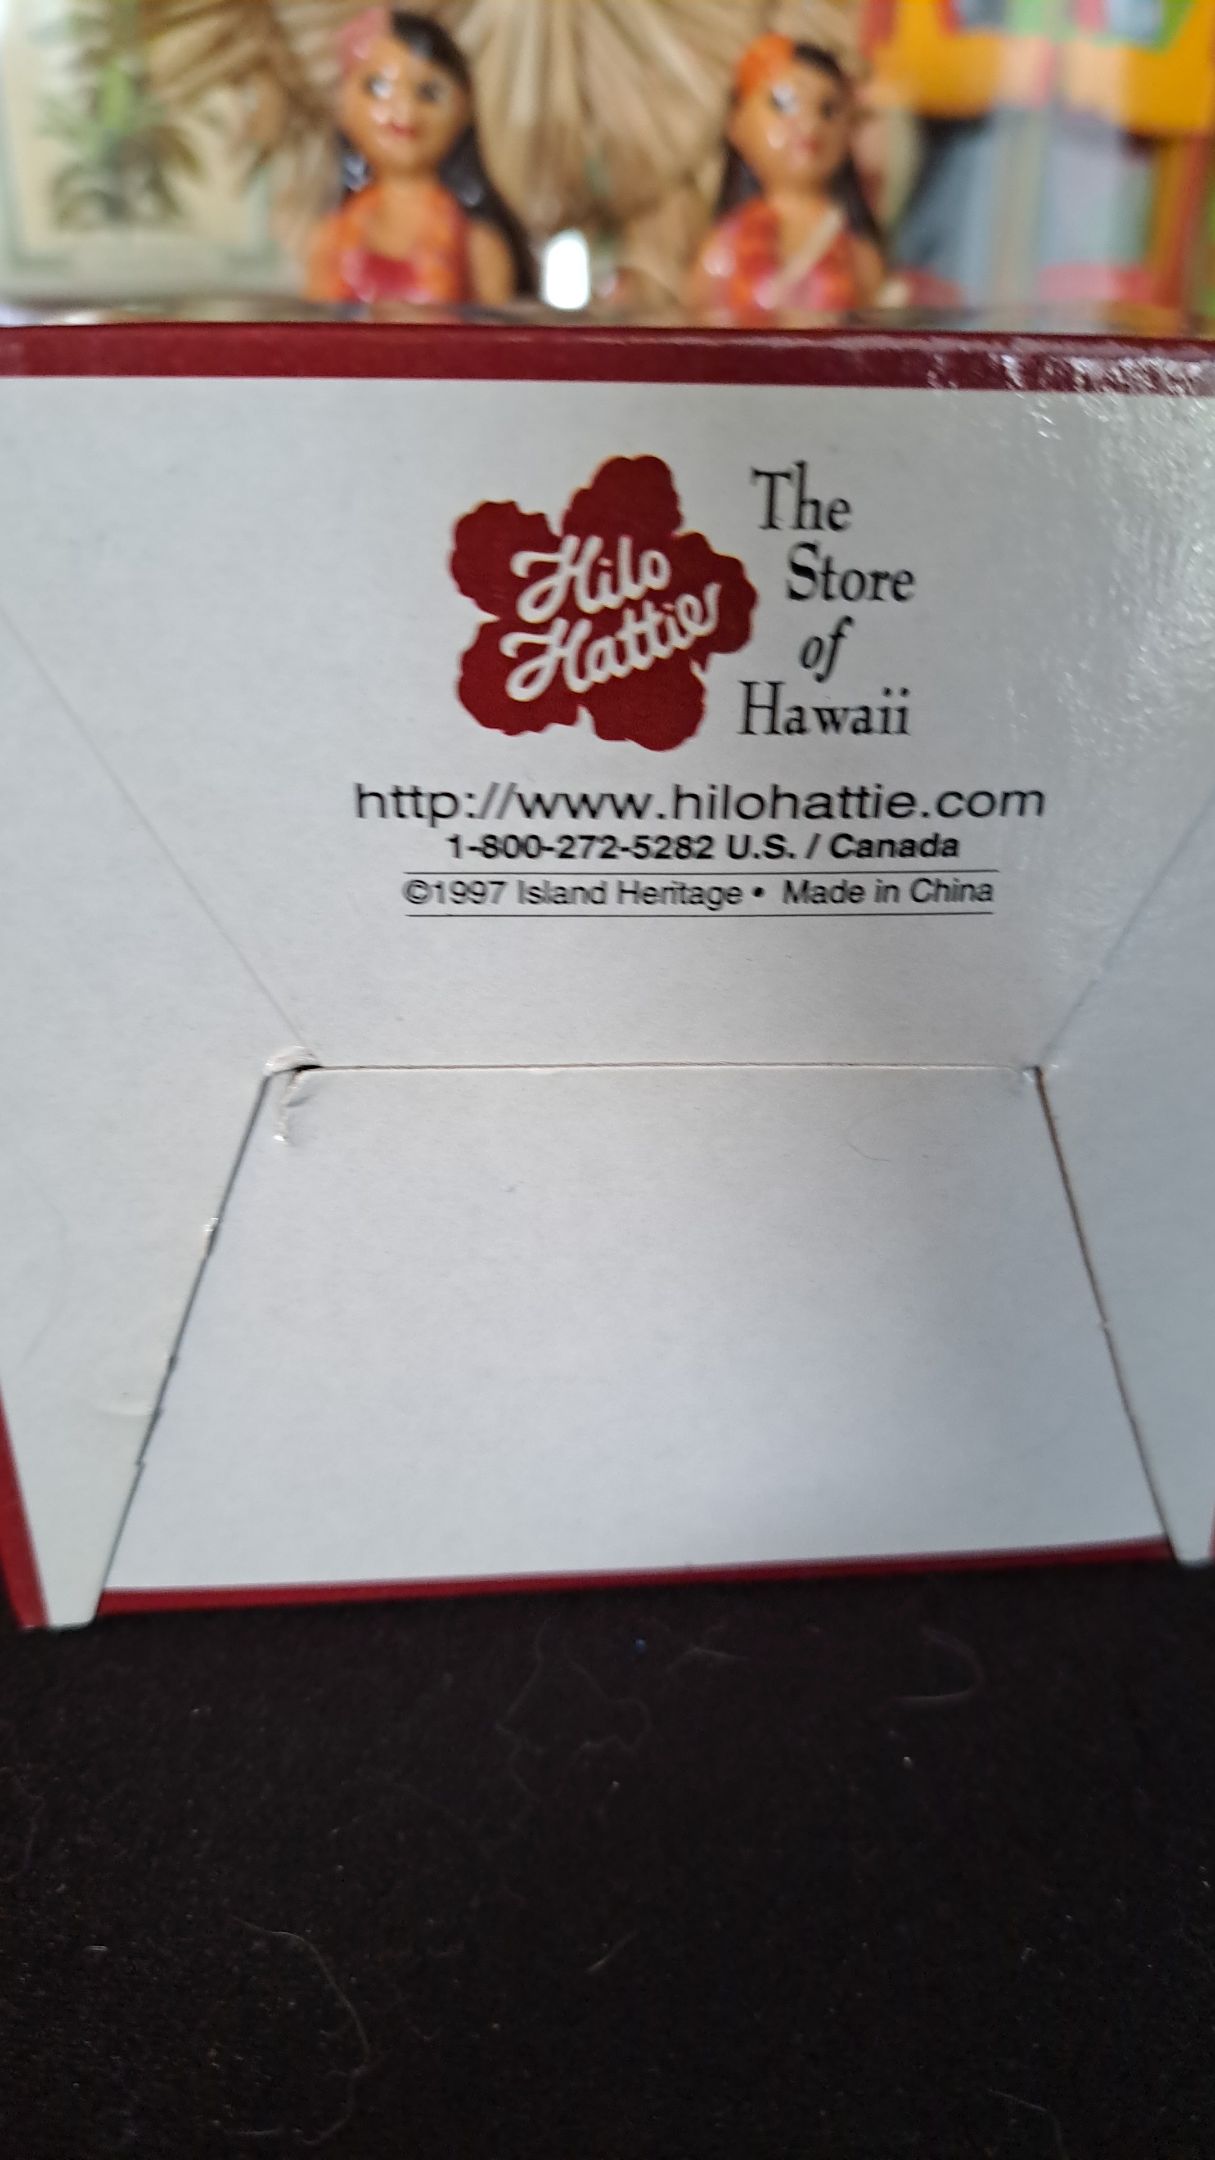 Hilo
Hattie
The
Store
of
Hawaii
http://www.hilohattie.com
1-800-272-5282 U.S. / Canada
©1997 Island Heritage • Made in China